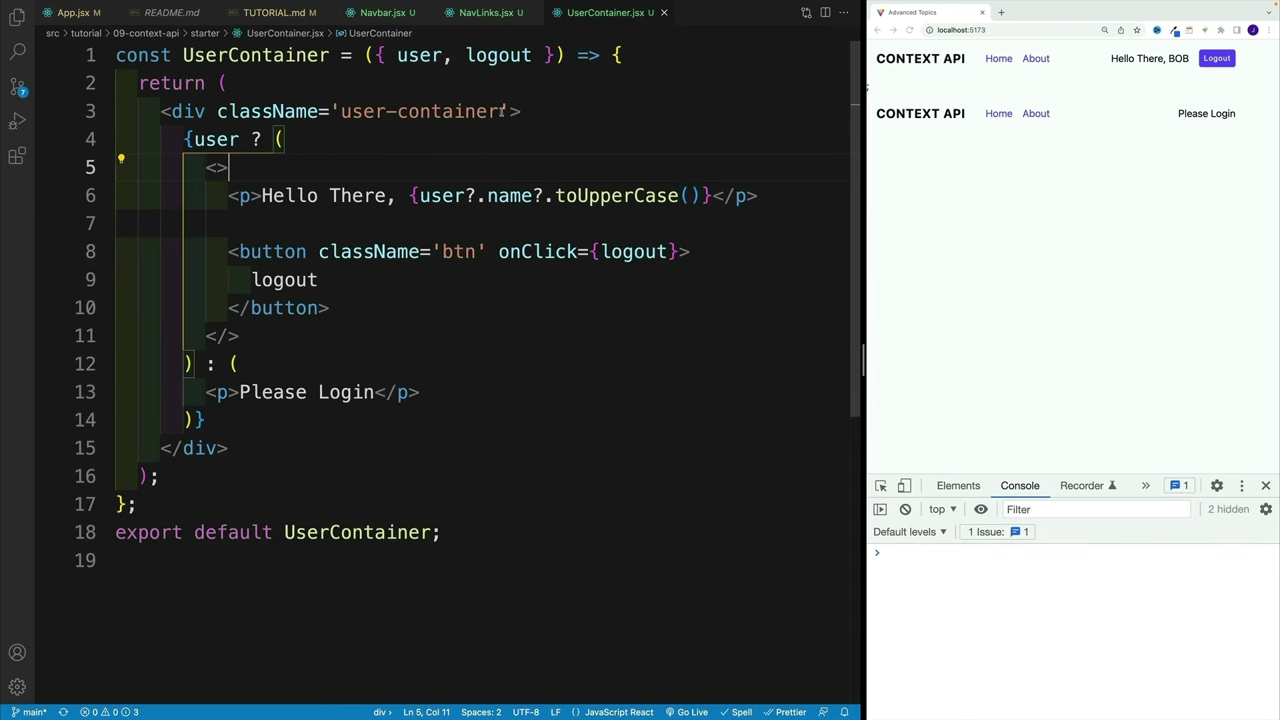 App.jsx M README.md TUTORIAL.md M Navbar.jsx U NavLinks.jsx U UserContainer.jsx U
src › tutorial › 09-context-api › starter › UserContainer.jsx › UserContainer
1 const UserContainer = ({ user, logout }) => {
2 return (
3 <div className='user-container'>
4 {user ? (
5 <>
6 <p>Hello There, {user?.name?.toUpperCase()}</p>
7
8 <button className='btn' onClick={logout}>
9 logout
10 </button>
11 </>
12 ) : (
13 <p>Please Login</p>
14 )}
15 </div>
16 );
17 };
18 export default UserContainer;
19
7
main* 0 0 3 div › Ln 5, Col 11 Spaces: 2 UTF-8 LF {} JavaScript React Go Live Spell Prettier
Advanced Topics
localhost:5173
J
CONTEXT API Home About Hello There, BOB Logout
;
CONTEXT API Home About Please Login
Elements Console Recorder » 1
top Filter 2 hidden
Default levels 1 Issue: 1
>